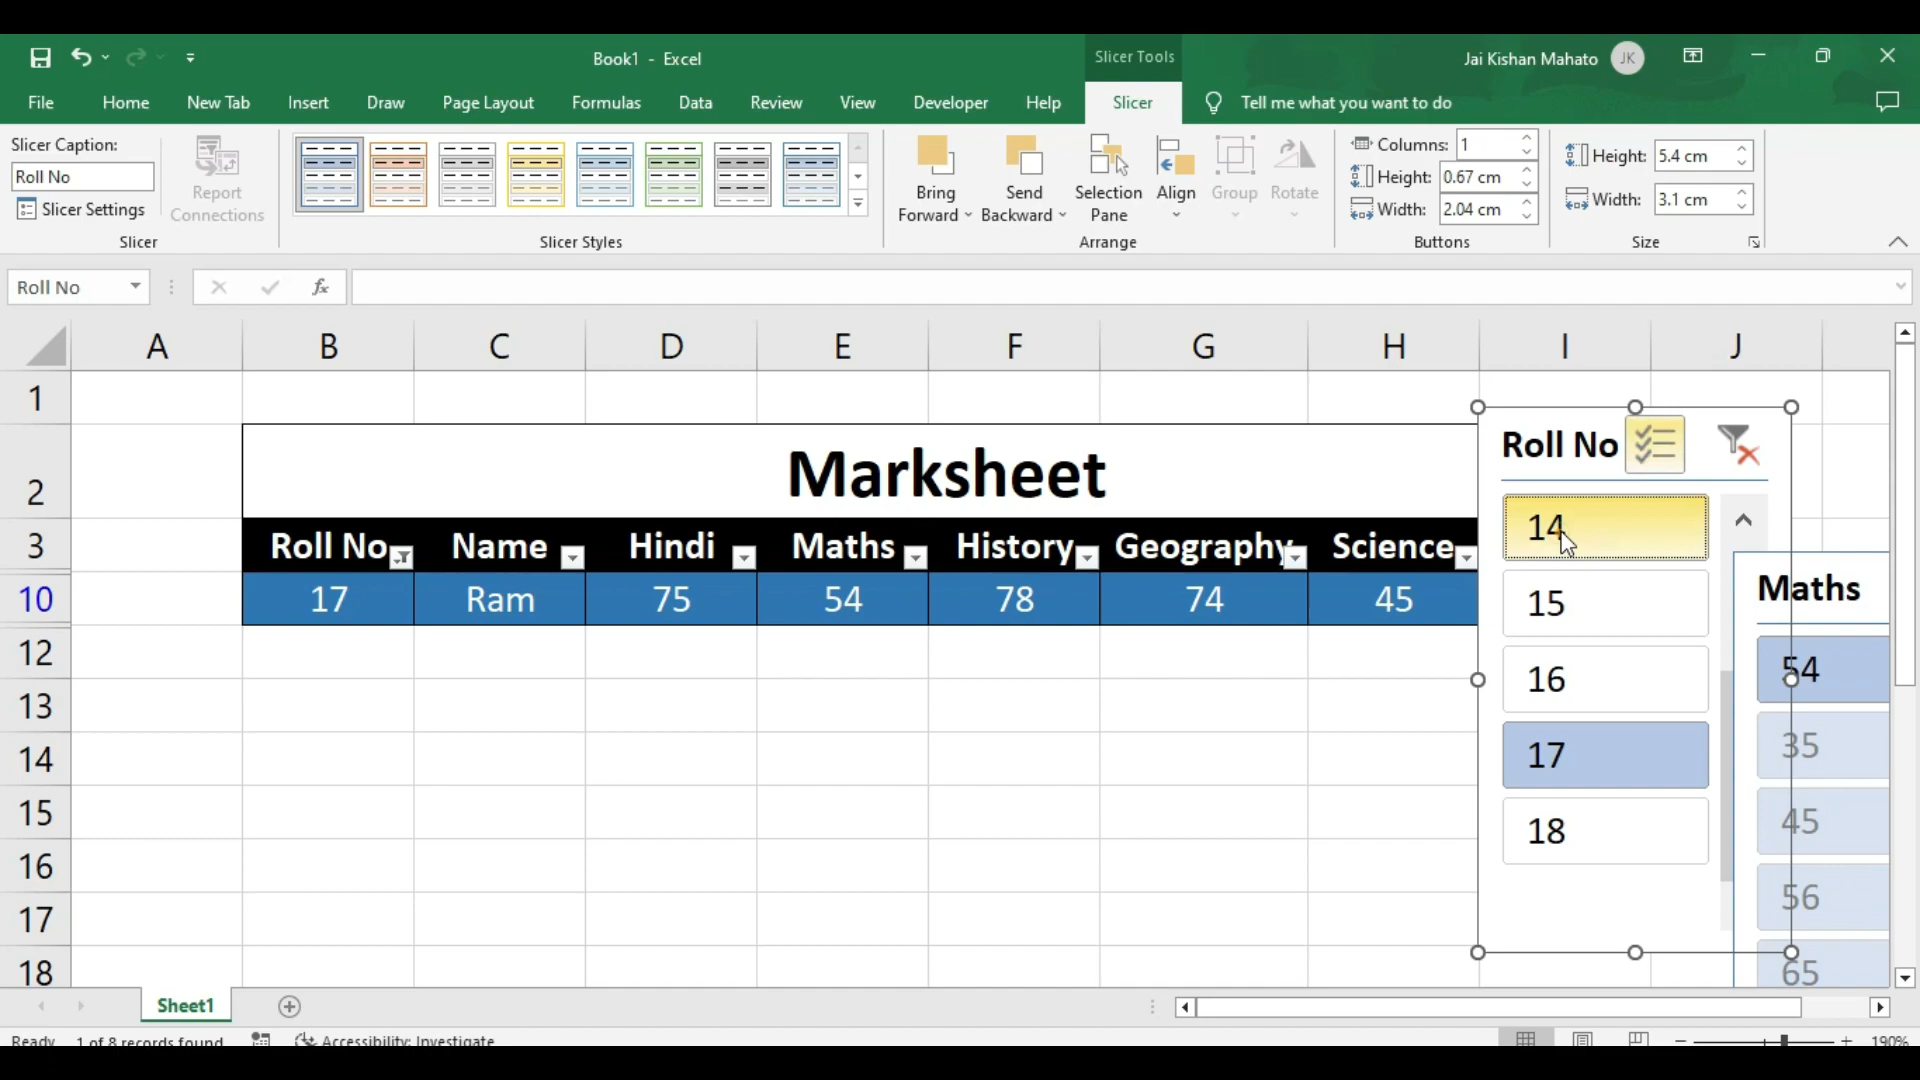 Book1 - Excel
Slicer Tools
Jai Kishan Mahato
JK
File Home New Tab Insert Draw Page Layout Formulas Data Review View Developer Help Slicer Tell me what you want to do
Slicer Caption:
Roll No
Slicer Settings
Report
Connections
Slicer
Slicer Styles
Bring
Forward
Send
Backward
Selection
Pane
Align
Group
Rotate
Arrange
Columns: 1
Height: 0.67 cm
Width: 2.04 cm
Buttons
Height: 5.4 cm
Width: 3.1 cm
Size
Roll No
fx
A B C D E F G H I J
1
2
3
10
12
13
14
15
16
17
18
Marksheet
Roll No Name Hindi Maths History Geography Science
17 Ram 75 54 78 74 45
Roll No
14
15
16
17
18
Maths
54
35
45
56
65
Sheet1
Ready 1 of 8 records found Accessibility: Investigate
190%